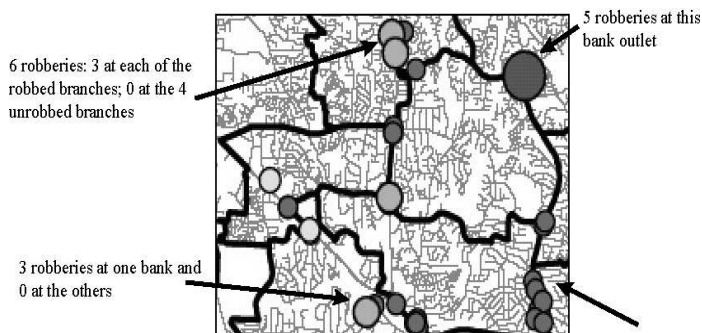 5 robberies at this
bank outlet
6 robberies: 3 at each of the
robbed branches; 0 at the 4
unrobbed branches
3 robberies at one bank and
0 at the others